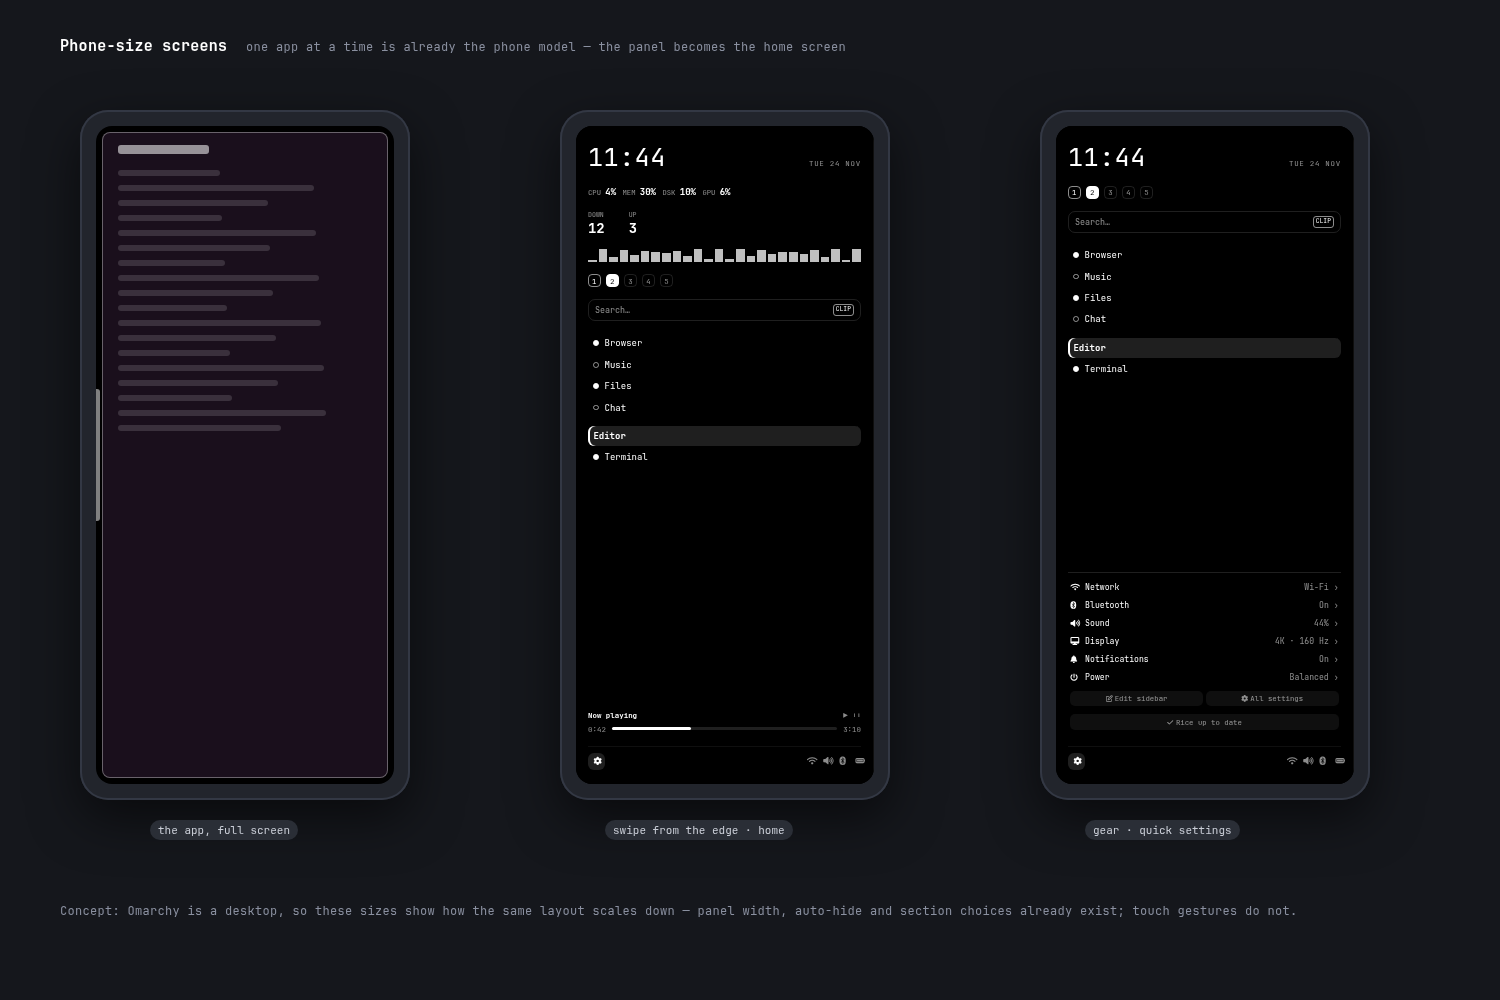 Phone-size screens one app at a time is already the phone model — the panel becomes the home screen
11:44 TUE 24 NOV
CPU 4% MEM 30% DSK 10% GPU 6%
DOWN UP
12 3
1 2 3 4 5
Search… CLIP
Browser
Music
Files
Chat
Editor
Terminal
Now playing
0:42 3:10
11:44 TUE 24 NOV
1 2 3 4 5
Search… CLIP
Browser
Music
Files
Chat
Editor
Terminal
Network Wi-Fi ›
Bluetooth On ›
Sound 44% ›
Display 4K · 160 Hz ›
Notifications On ›
Power Balanced ›
Edit sidebar All settings
Rice up to date
the app, full screen
swipe from the edge · home
gear · quick settings
Concept: Omarchy is a desktop, so these sizes show how the same layout scales down — panel width, auto-hide and section choices already exist; touch gestures do not.